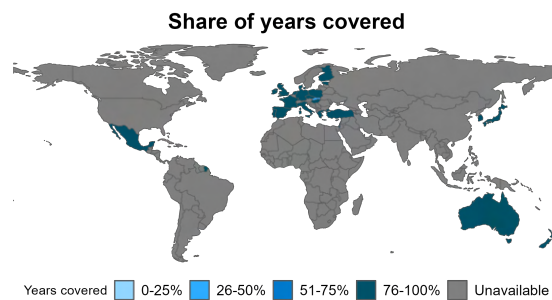 Share of years covered
Years covered 0-25% 26-50% 51-75% 76-100% Unavailable